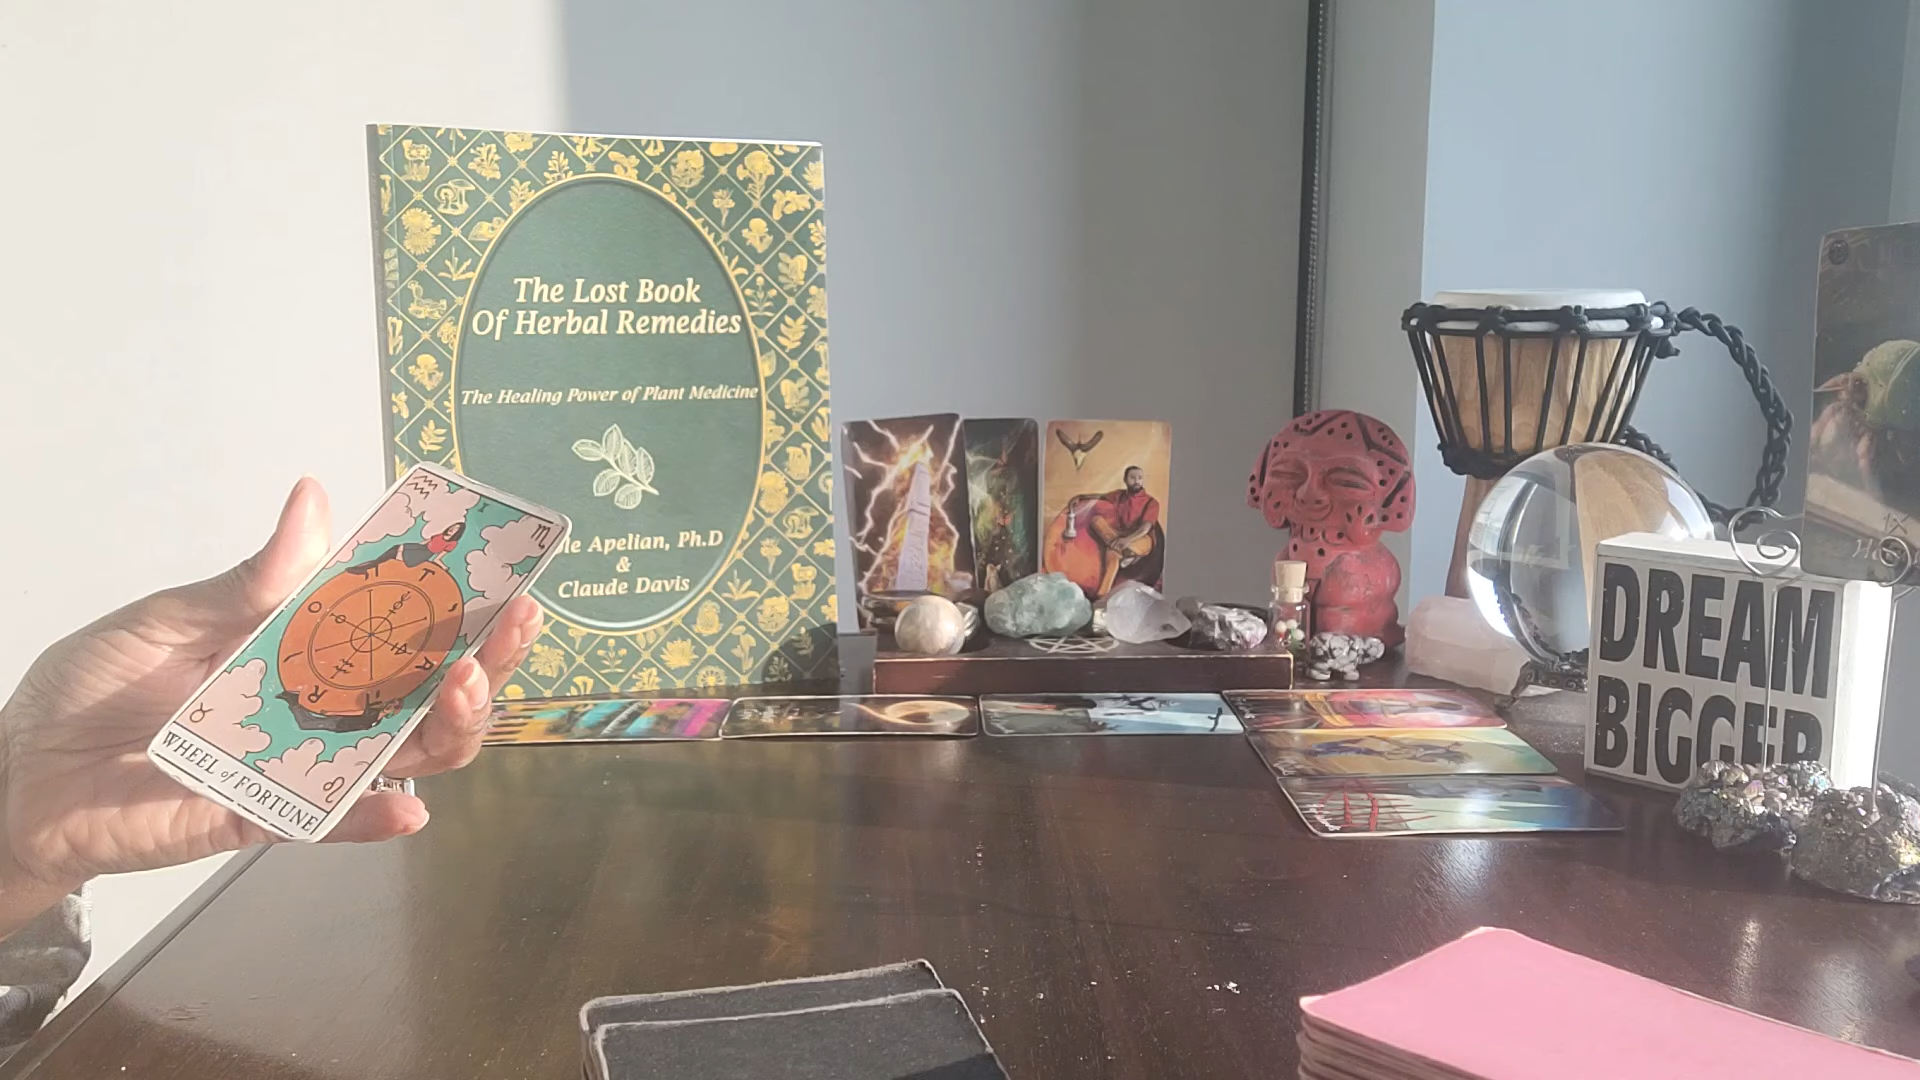 The Lost Book
Of Herbal Remedies
The Healing Power of Plant Medicine
Apelian, Ph.D
&
Claude Davis
WHEEL of FORTUNE
DREAM
BIGGER